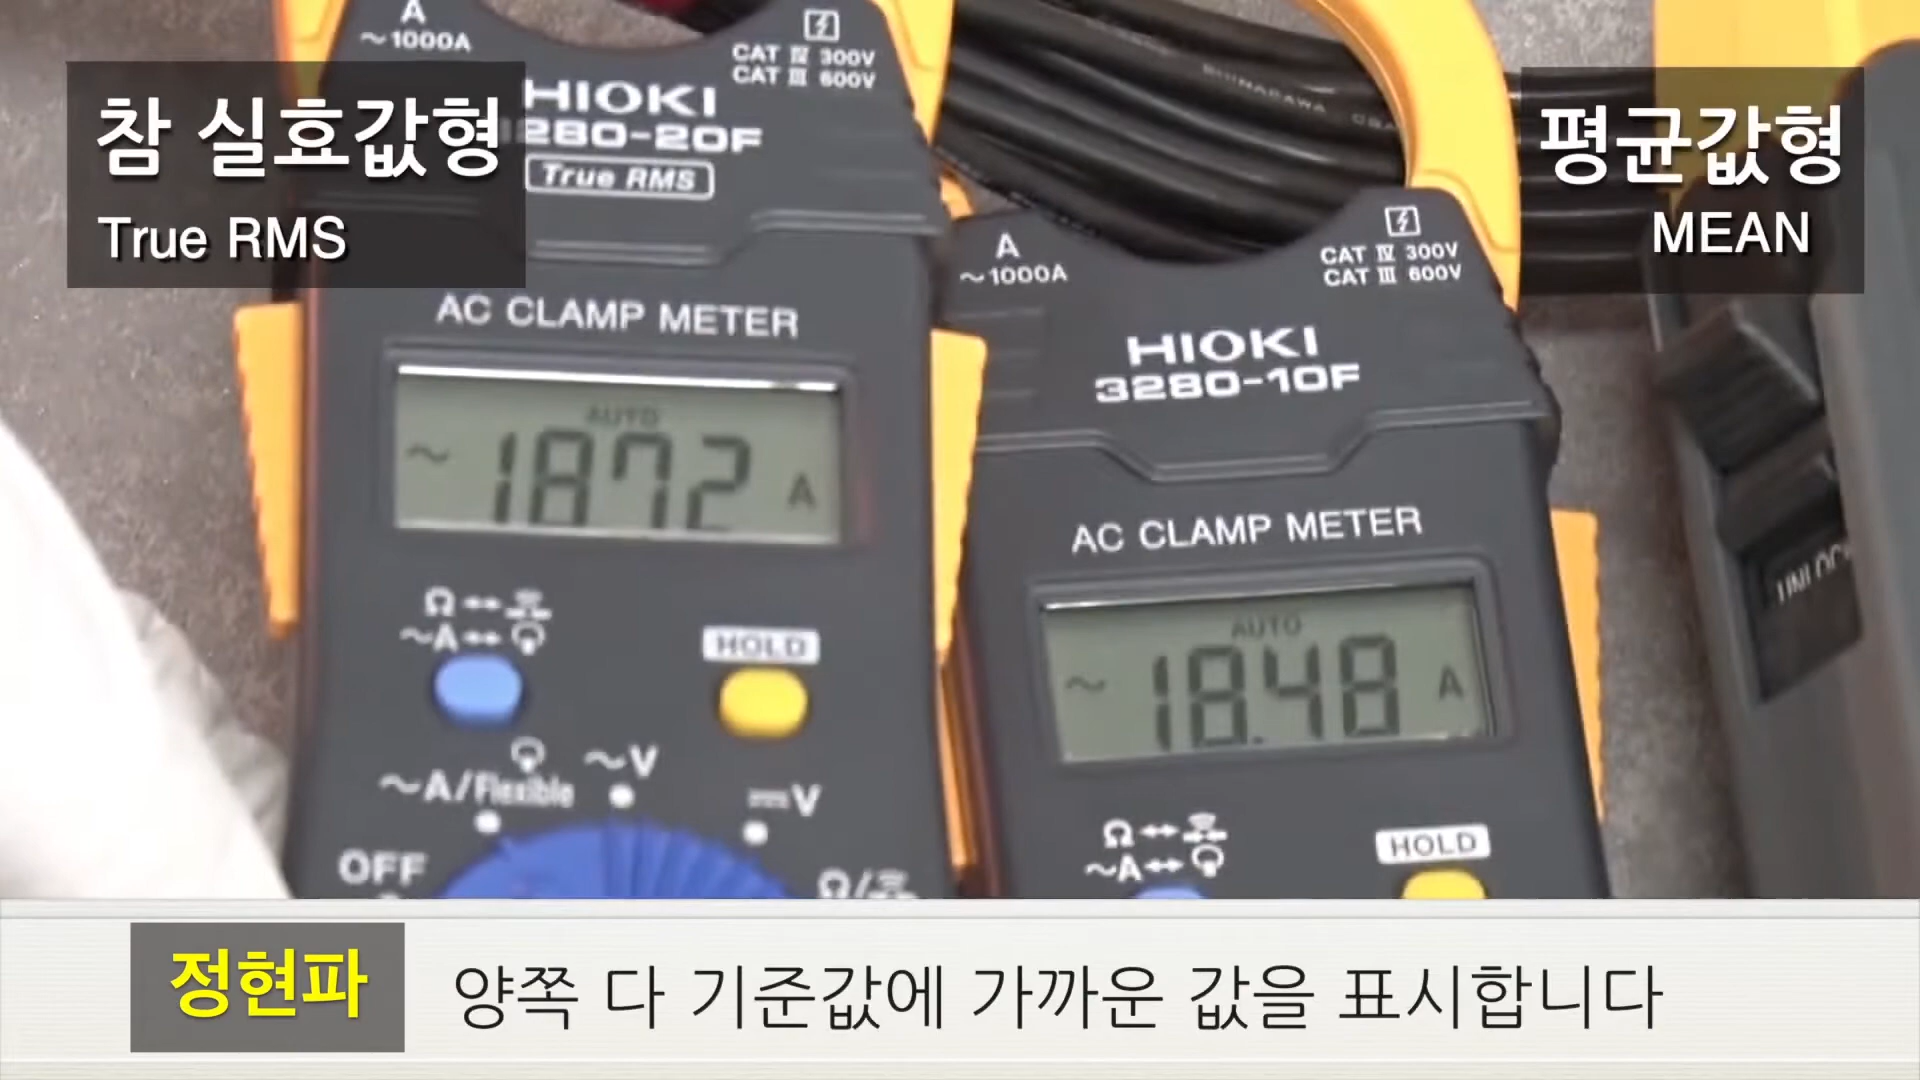 A
~1000A
CAT Ⅳ 300V
CAT Ⅲ 600V
HIOKI
3280-20F
True RMS
AC CLAMP METER
AUTO
~ 18.72 A
Ω
~A
HOLD
~A/Flexible
~V
V
OFF
Ω/
참 실효값형
True RMS
평균값형
MEAN
SHINAGAWA
A
~1000A
CAT Ⅳ 300V
CAT Ⅲ 600V
HIOKI
3280-10F
AC CLAMP METER
AUTO
~ 18.48 A
Ω
~A
HOLD
정현파
양쪽 다 기준값에 가까운 값을 표시합니다